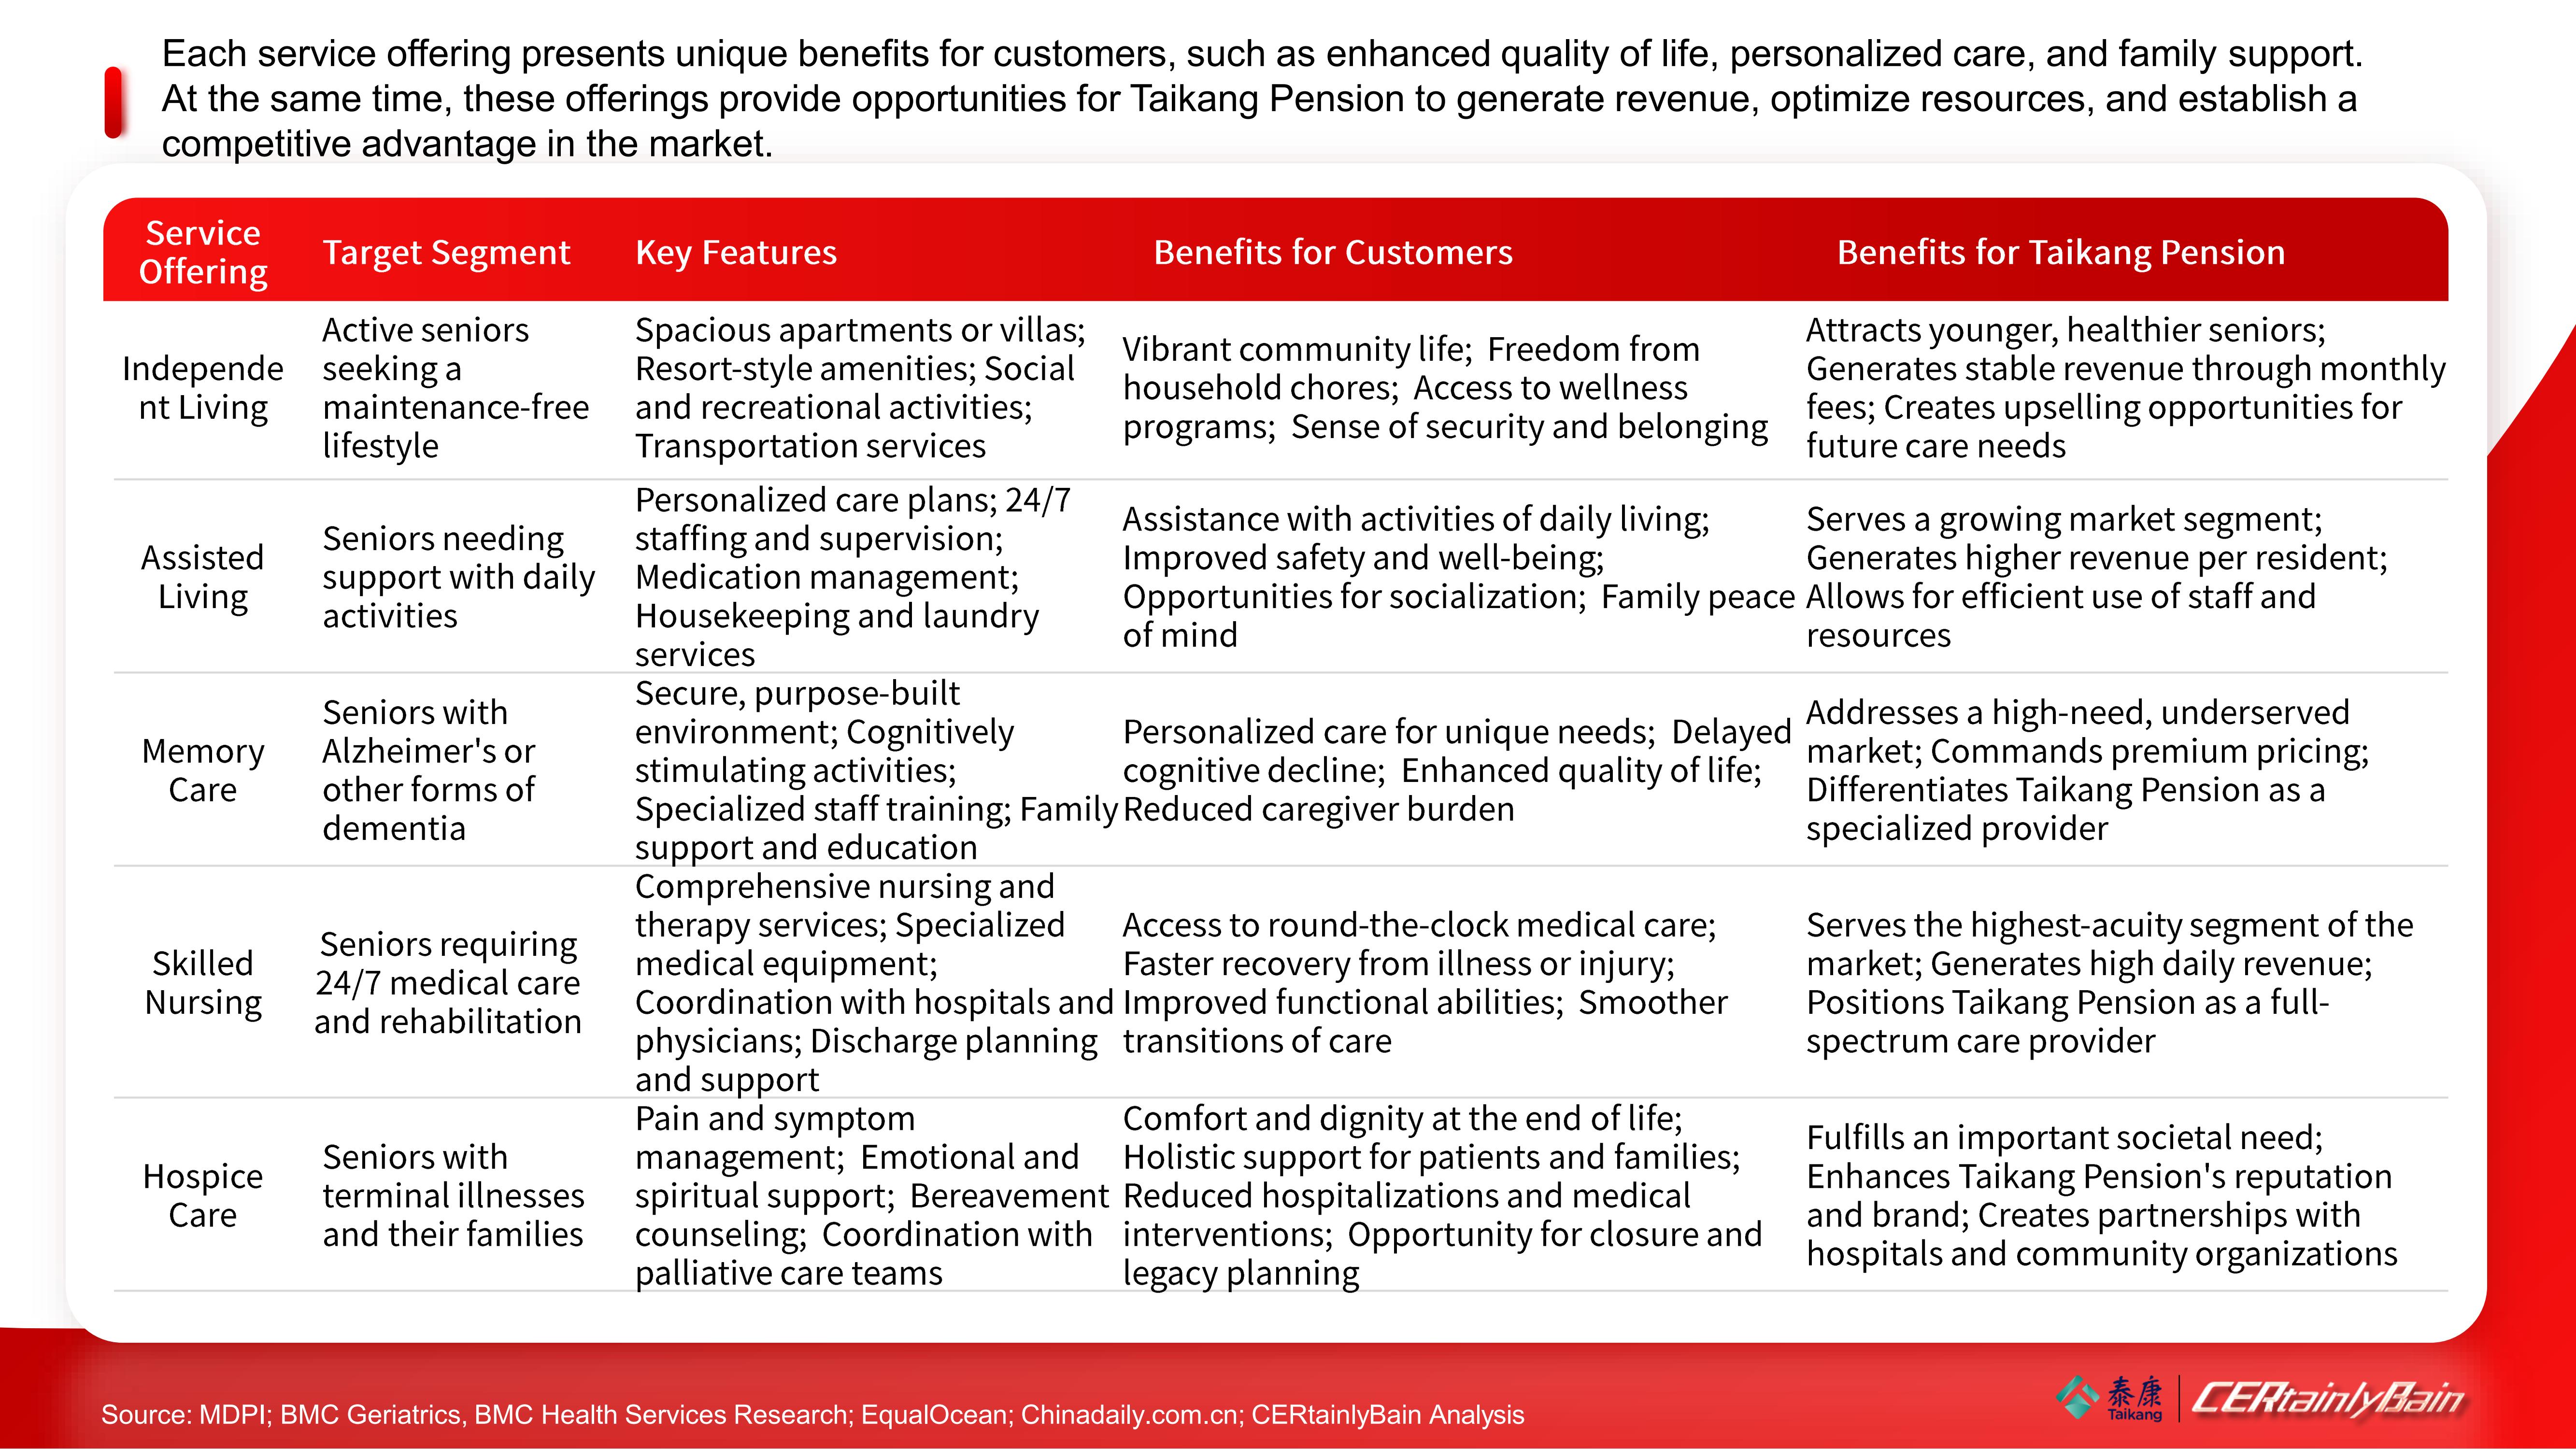 Each service offering presents unique benefits for customers, such as enhanced quality of life, personalized care, and family support.
At the same time, these offerings provide opportunities for Taikang Pension to generate revenue, optimize resources, and establish a
competitive advantage in the market.
Service
Offering
Target Segment
Key Features
Benefits for Customers
Benefits for Taikang Pension
Independe
nt Living
Active seniors
seeking a
maintenance-free
lifestyle
Spacious apartments or villas;
Resort-style amenities; Social
and recreational activities;
Transportation services
Vibrant community life;  Freedom from
household chores;  Access to wellness
programs;  Sense of security and belonging
Attracts younger, healthier seniors;
Generates stable revenue through monthly
fees; Creates upselling opportunities for
future care needs
Assisted
Living
Seniors needing
support with daily
activities
Personalized care plans; 24/7
staffing and supervision;
Medication management;
Housekeeping and laundry
services
Assistance with activities of daily living;
Improved safety and well-being;
Opportunities for socialization;  Family peace
of mind
Serves a growing market segment;
Generates higher revenue per resident;
Allows for efficient use of staff and
resources
Memory
Care
Seniors with
Alzheimer's or
other forms of
dementia
Secure, purpose-built
environment; Cognitively
stimulating activities;
Specialized staff training; Family
support and education
Personalized care for unique needs;  Delayed
cognitive decline;  Enhanced quality of life;
Reduced caregiver burden
Addresses a high-need, underserved
market; Commands premium pricing;
Differentiates Taikang Pension as a
specialized provider
Skilled
Nursing
Seniors requiring
24/7 medical care
and rehabilitation
Comprehensive nursing and
therapy services; Specialized
medical equipment;
Coordination with hospitals and
physicians; Discharge planning
and support
Access to round-the-clock medical care;
Faster recovery from illness or injury;
Improved functional abilities;  Smoother
transitions of care
Serves the highest-acuity segment of the
market; Generates high daily revenue;
Positions Taikang Pension as a full-
spectrum care provider
Hospice
Care
Seniors with
terminal illnesses
and their families
Pain and symptom
management;  Emotional and
spiritual support;  Bereavement
counseling;  Coordination with
palliative care teams
Comfort and dignity at the end of life;
Holistic support for patients and families;
Reduced hospitalizations and medical
interventions;  Opportunity for closure and
legacy planning
Fulfills an important societal need;
Enhances Taikang Pension's reputation
and brand; Creates partnerships with
hospitals and community organizations
Source: MDPI; BMC Geriatrics, BMC Health Services Research; EqualOcean; Chinadaily.com.cn; CERtainlyBain Analysis
泰康
Taikang
CERtainlyBain